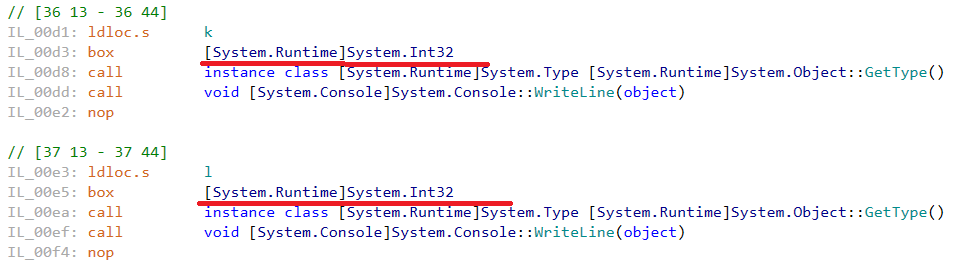 // [36 13 - 36 44]
IL_00d1: ldloc.s k
IL_00d3: box [System.Runtime]System.Int32
IL_00d8: call instance class [System.Runtime]System.Type [System.Runtime]System.Object::GetType()
IL_00dd: call void [System.Console]System.Console::WriteLine(object)
IL_00e2: nop
// [37 13 - 37 44]
IL_00e3: ldloc.s l
IL_00e5: box [System.Runtime]System.Int32
IL_00ea: call instance class [System.Runtime]System.Type [System.Runtime]System.Object::GetType()
IL_00ef: call void [System.Console]System.Console::WriteLine(object)
IL_00f4: nop